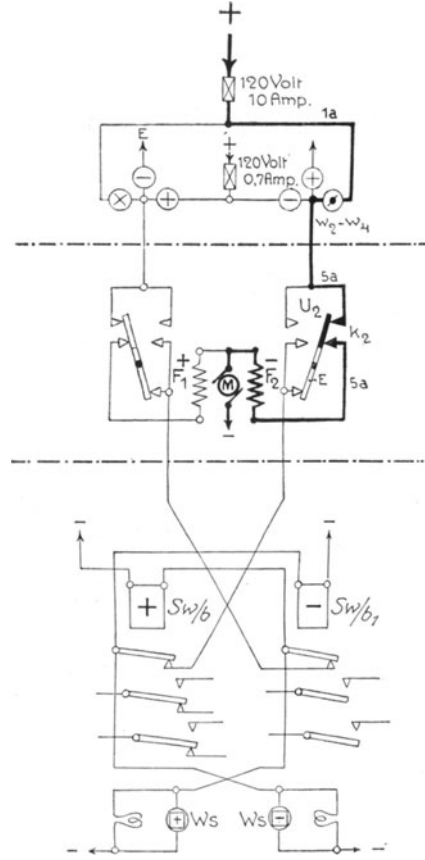 +
120 Volt
10 Amp.
1a
E
+
120 Volt
0,7 Amp.
−
+
−
+
W2-W4
5a
U2
K2
+
F1
M
−
F2
E
5a
−
−
−
+
Sw/b
−
Sw/b1
+
Ws
Ws
−
−
−